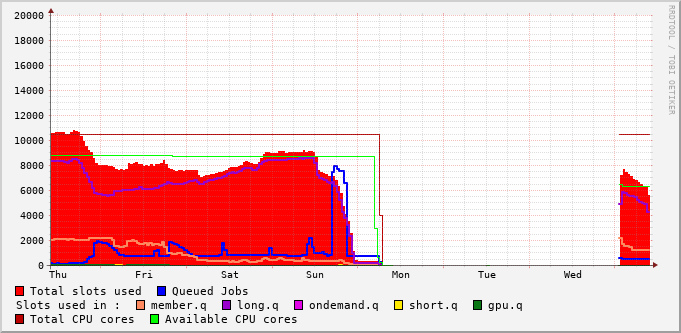 20000
18000
16000
14000
12000
10000
8000
6000
4000
2000
0
Thu Fri Sat Sun Mon Tue Wed
RRDTOOL / TOBI OETIKER
Total slots used Queued Jobs
Slots used in : member.q long.q ondemand.q short.q gpu.q
Total CPU cores Available CPU cores